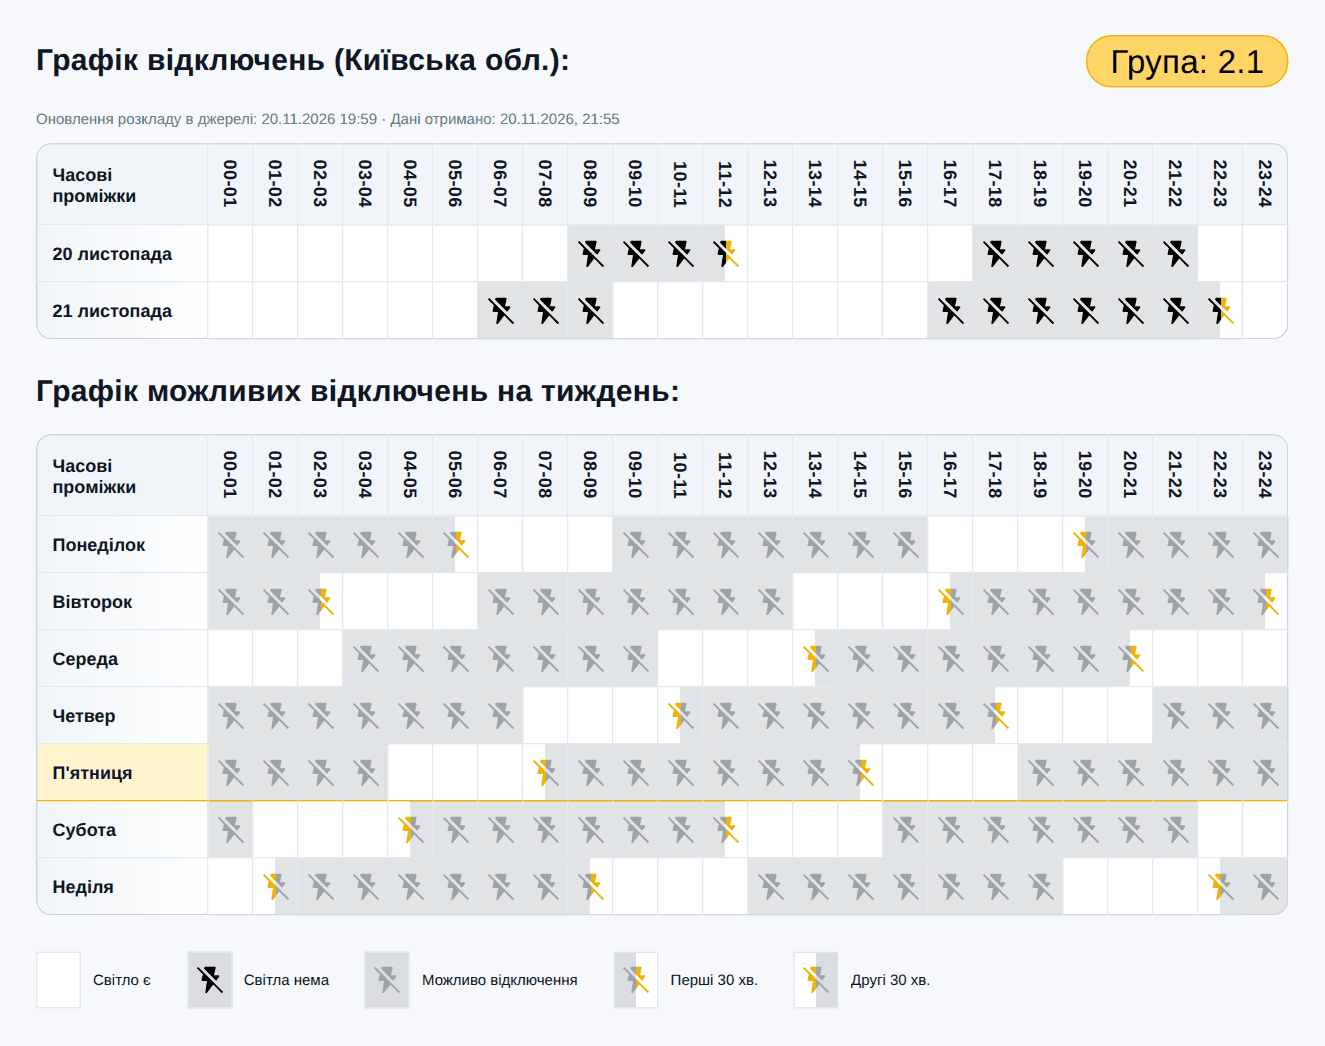 Графік відключень (Київська обл.):
Група: 2.1
Оновлення розкладу в джерелі: 20.11.2026 19:59 · Дані отримано: 20.11.2026, 21:55
Часові
проміжки
00-01 01-02 02-03 03-04 04-05 05-06 06-07 07-08 08-09 09-10 10-11 11-12 12-13 13-14 14-15 15-16 16-17 17-18 18-19 19-20 20-21 21-22 22-23 23-24
20 листопада
21 листопада
Графік можливих відключень на тиждень:
Часові
проміжки
00-01 01-02 02-03 03-04 04-05 05-06 06-07 07-08 08-09 09-10 10-11 11-12 12-13 13-14 14-15 15-16 16-17 17-18 18-19 19-20 20-21 21-22 22-23 23-24
Понеділок
Вівторок
Середа
Четвер
П'ятниця
Субота
Неділя
Світло є
Світла нема
Можливо відключення
Перші 30 хв.
Другі 30 хв.